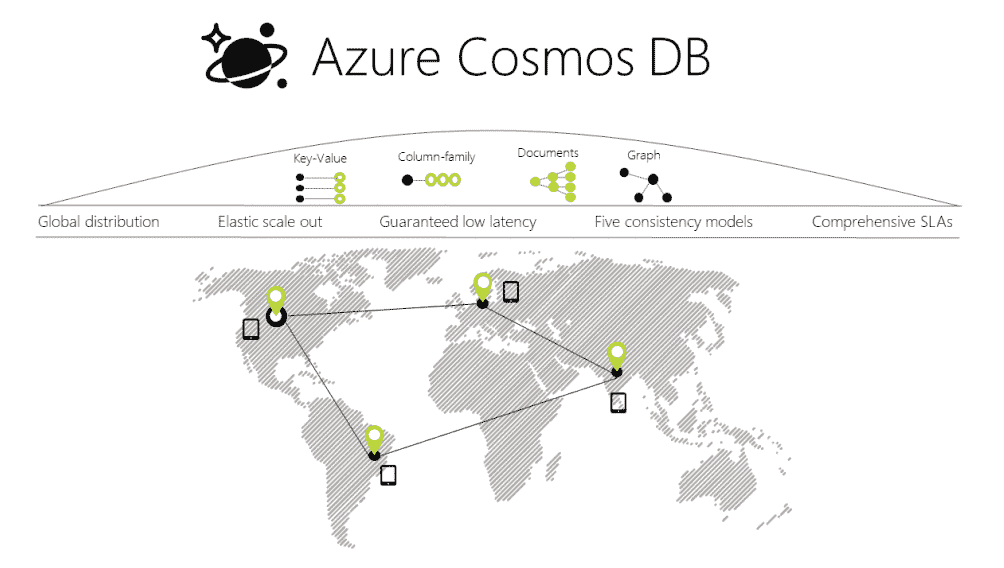 Azure Cosmos DB
Key-Value
Column-family
Documents
Graph
Global distribution
Elastic scale out
Guaranteed low latency
Five consistency models
Comprehensive SLAs